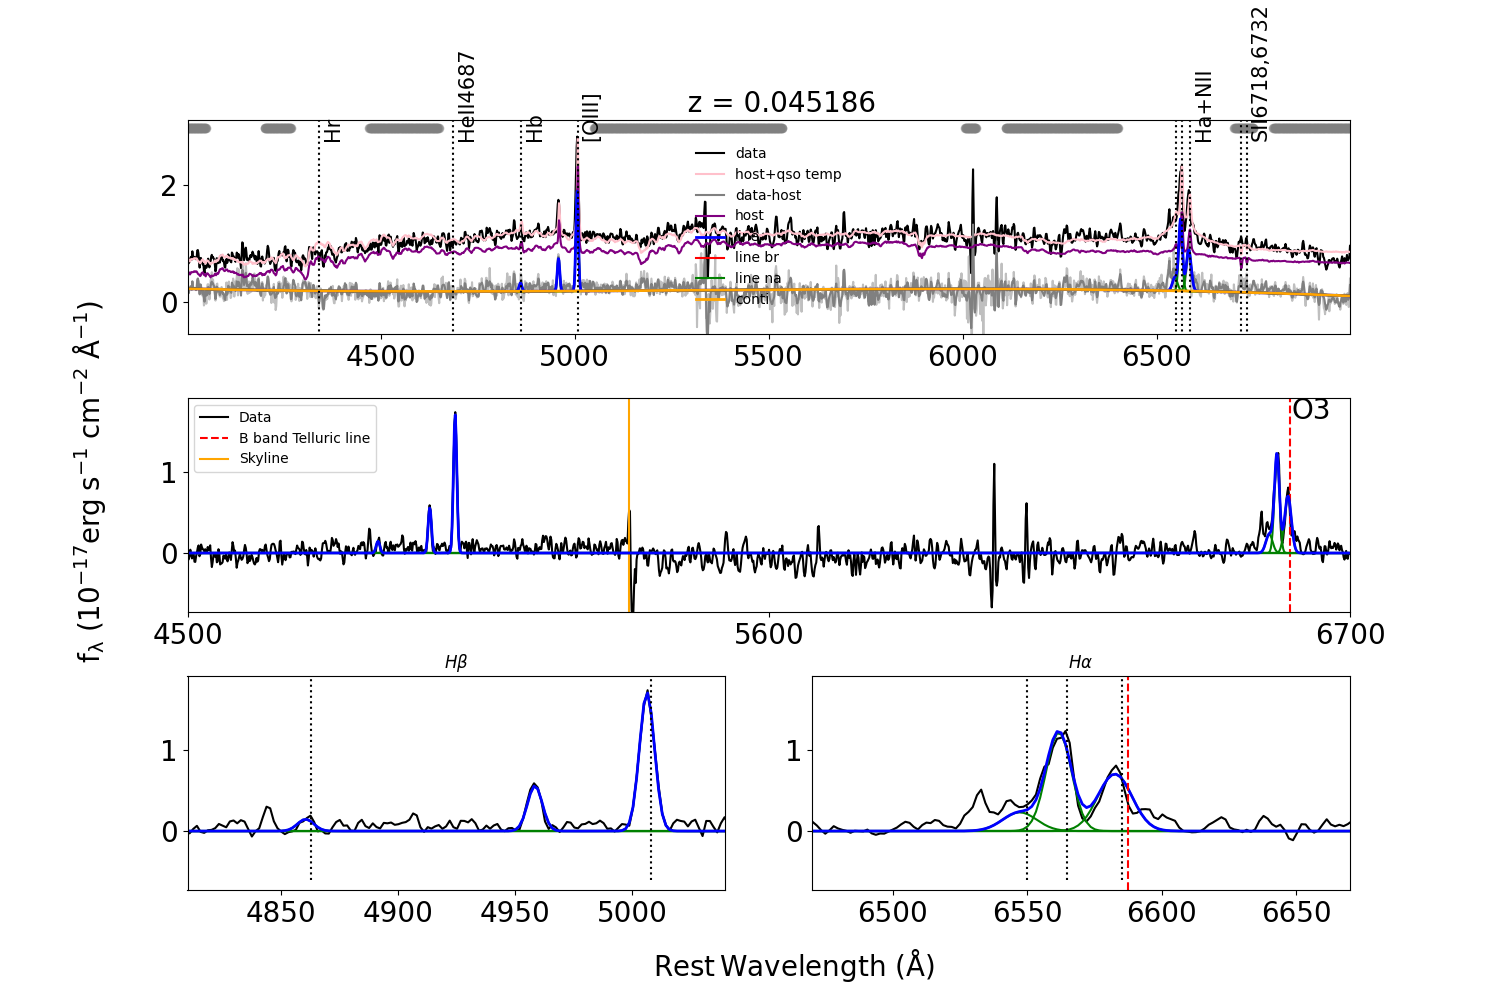 z = 0.045186
Hr
HeII4687
Hb
[OIII]
Ha+NII
SII6718,6732
data
host+qso temp
data-host
host
line br
line na
conti
2
0
4500
5000
5500
6000
6500
Data
B band Telluric line
Skyline
O3
1
0
4500
5600
6700
fλ (10⁻¹⁷erg s⁻¹ cm⁻² Å⁻¹)
Hβ
1
0
4850
4900
4950
5000
Hα
1
0
6500
6550
6600
6650
Rest Wavelength (Å)